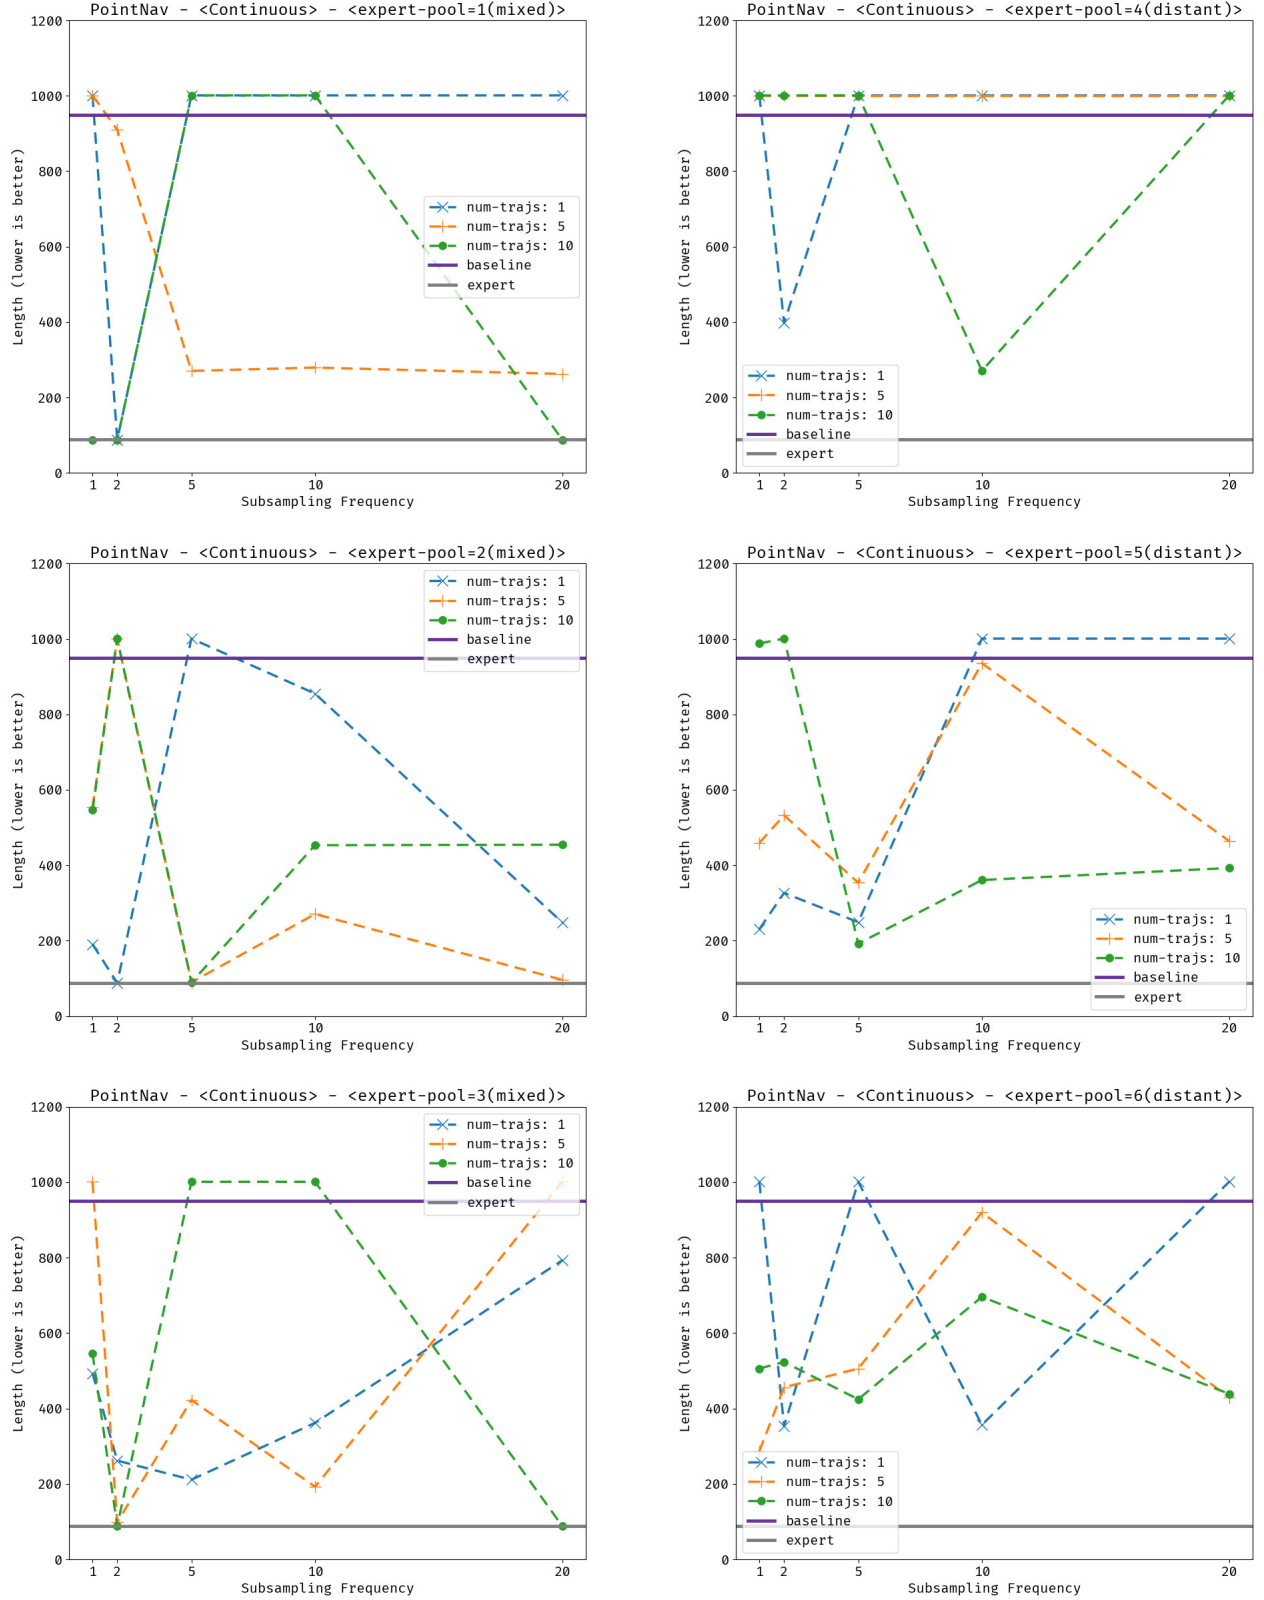 PointNav - <Continuous> - <expert-pool=1(mixed)>
1200
1000
800
600
400
200
0
Length (lower is better)
num-trajs: 1
num-trajs: 5
num-trajs: 10
baseline
expert
1 2 5 10 20
Subsampling Frequency
PointNav - <Continuous> - <expert-pool=4(distant)>
1200
1000
800
600
400
200
0
Length (lower is better)
num-trajs: 1
num-trajs: 5
num-trajs: 10
baseline
expert
1 2 5 10 20
Subsampling Frequency
PointNav - <Continuous> - <expert-pool=2(mixed)>
1200
1000
800
600
400
200
0
Length (lower is better)
num-trajs: 1
num-trajs: 5
num-trajs: 10
baseline
expert
1 2 5 10 20
Subsampling Frequency
PointNav - <Continuous> - <expert-pool=5(distant)>
1200
1000
800
600
400
200
0
Length (lower is better)
num-trajs: 1
num-trajs: 5
num-trajs: 10
baseline
expert
1 2 5 10 20
Subsampling Frequency
PointNav - <Continuous> - <expert-pool=3(mixed)>
1200
1000
800
600
400
200
0
Length (lower is better)
num-trajs: 1
num-trajs: 5
num-trajs: 10
baseline
expert
1 2 5 10 20
Subsampling Frequency
PointNav - <Continuous> - <expert-pool=6(distant)>
1200
1000
800
600
400
200
0
Length (lower is better)
num-trajs: 1
num-trajs: 5
num-trajs: 10
baseline
expert
1 2 5 10 20
Subsampling Frequency